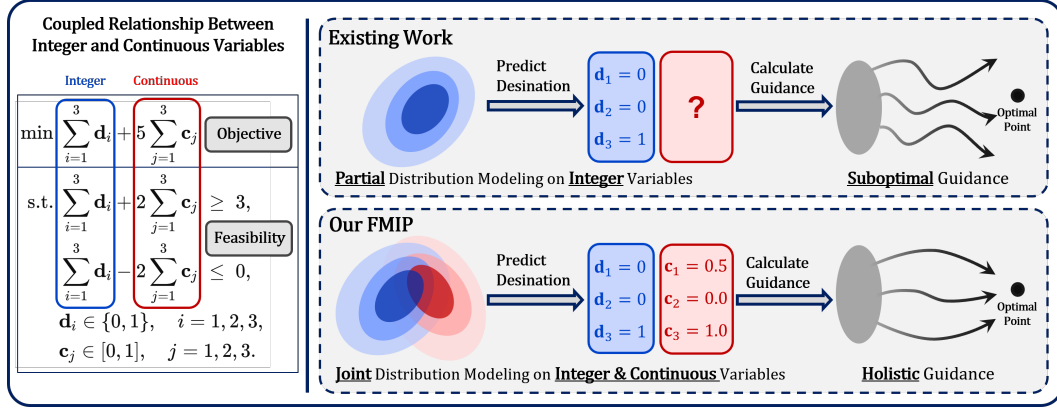 Coupled Relationship Between
Integer and Continuous Variables
Integer Continuous
min ∑_{i=1}^{3} d_i + 5 ∑_{j=1}^{3} c_j Objective
s.t. ∑_{i=1}^{3} d_i + 2 ∑_{j=1}^{3} c_j ≥ 3,
Feasibility
∑_{i=1}^{3} d_i − 2 ∑_{j=1}^{3} c_j ≤ 0,
d_i ∈ {0, 1}, i = 1, 2, 3,
c_j ∈ [0, 1], j = 1, 2, 3.
Existing Work
Predict
Desination
d_1 = 0
d_2 = 0
d_3 = 1
?
Calculate
Guidance
Optimal
Point
Partial Distribution Modeling on Integer Variables
Suboptimal Guidance
Our FMIP
Predict
Desination
d_1 = 0
d_2 = 0
d_3 = 1
c_1 = 0.5
c_2 = 0.0
c_3 = 1.0
Calculate
Guidance
Optimal
Point
Joint Distribution Modeling on Integer & Continuous Variables
Holistic Guidance